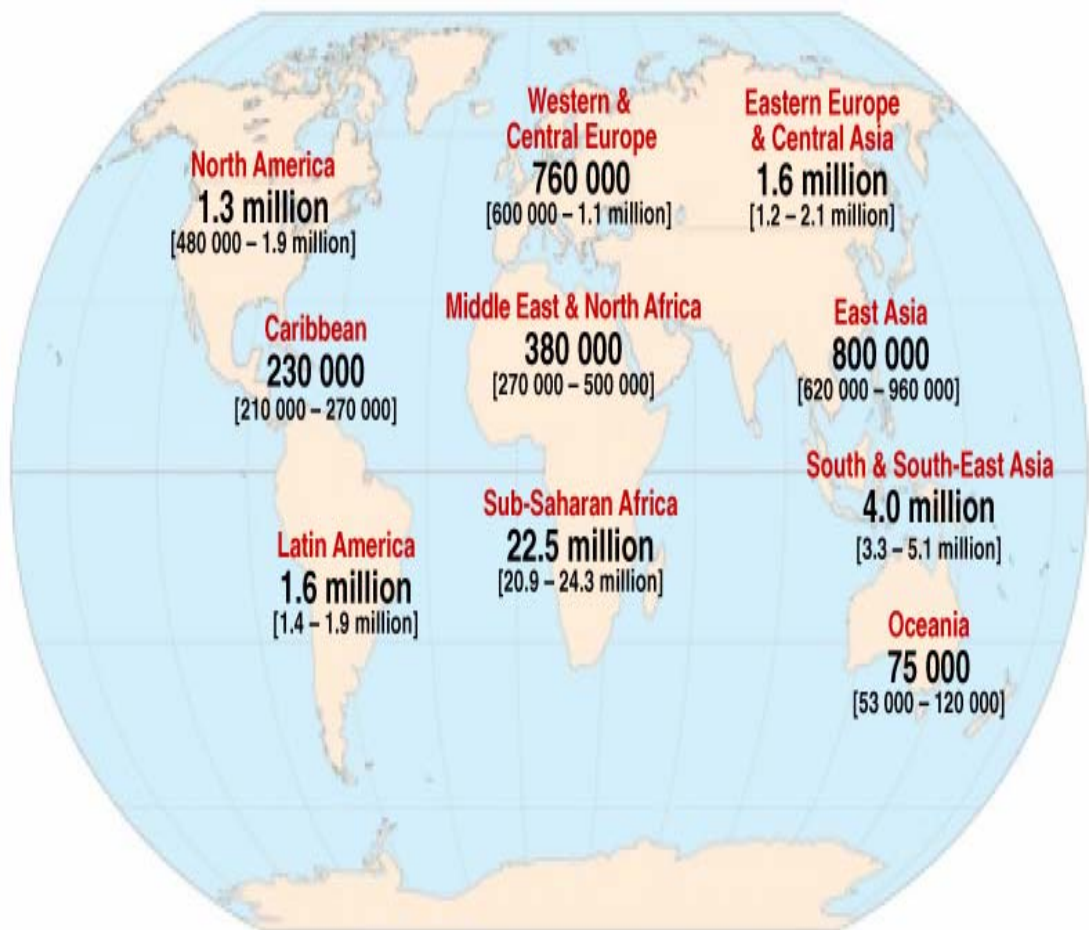 Western &
Central Europe
760 000
[600 000 – 1.1 million]
Eastern Europe
& Central Asia
1.6 million
[1.2 – 2.1 million]
North America
1.3 million
[480 000 – 1.9 million]
Middle East & North Africa
380 000
[270 000 – 500 000]
East Asia
800 000
[620 000 – 960 000]
Caribbean
230 000
[210 000 – 270 000]
South & South-East Asia
4.0 million
[3.3 – 5.1 million]
Sub-Saharan Africa
22.5 million
[20.9 – 24.3 million]
Latin America
1.6 million
[1.4 – 1.9 million]
Oceania
75 000
[53 000 – 120 000]